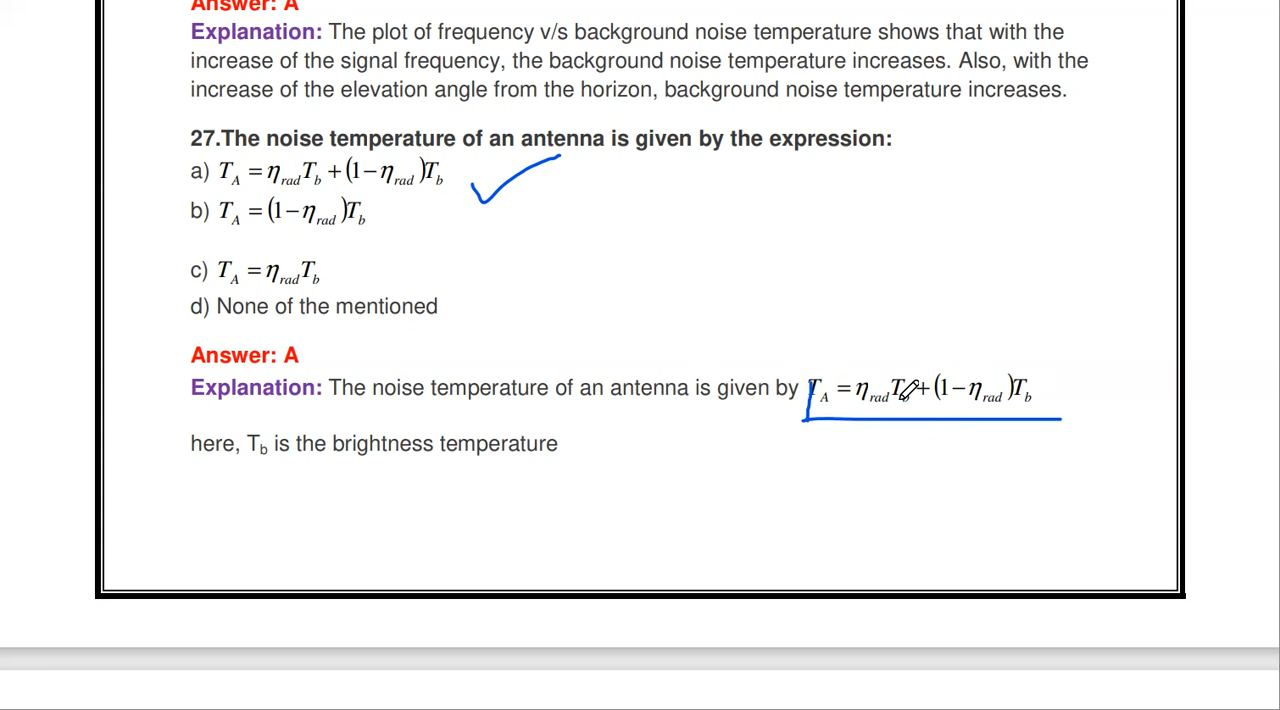 Answer: A
Explanation: The plot of frequency v/s background noise temperature shows that with the
increase of the signal frequency, the background noise temperature increases. Also, with the
increase of the elevation angle from the horizon, background noise temperature increases.
27.The noise temperature of an antenna is given by the expression:
a) T_A = η_rad T_b + (1−η_rad)T_b
b) T_A = (1−η_rad)T_b
c) T_A = η_rad T_b
d) None of the mentioned
Answer: A
Explanation: The noise temperature of an antenna is given by T_A = η_rad T_b + (1−η_rad)T_b
here, T_b is the brightness temperature